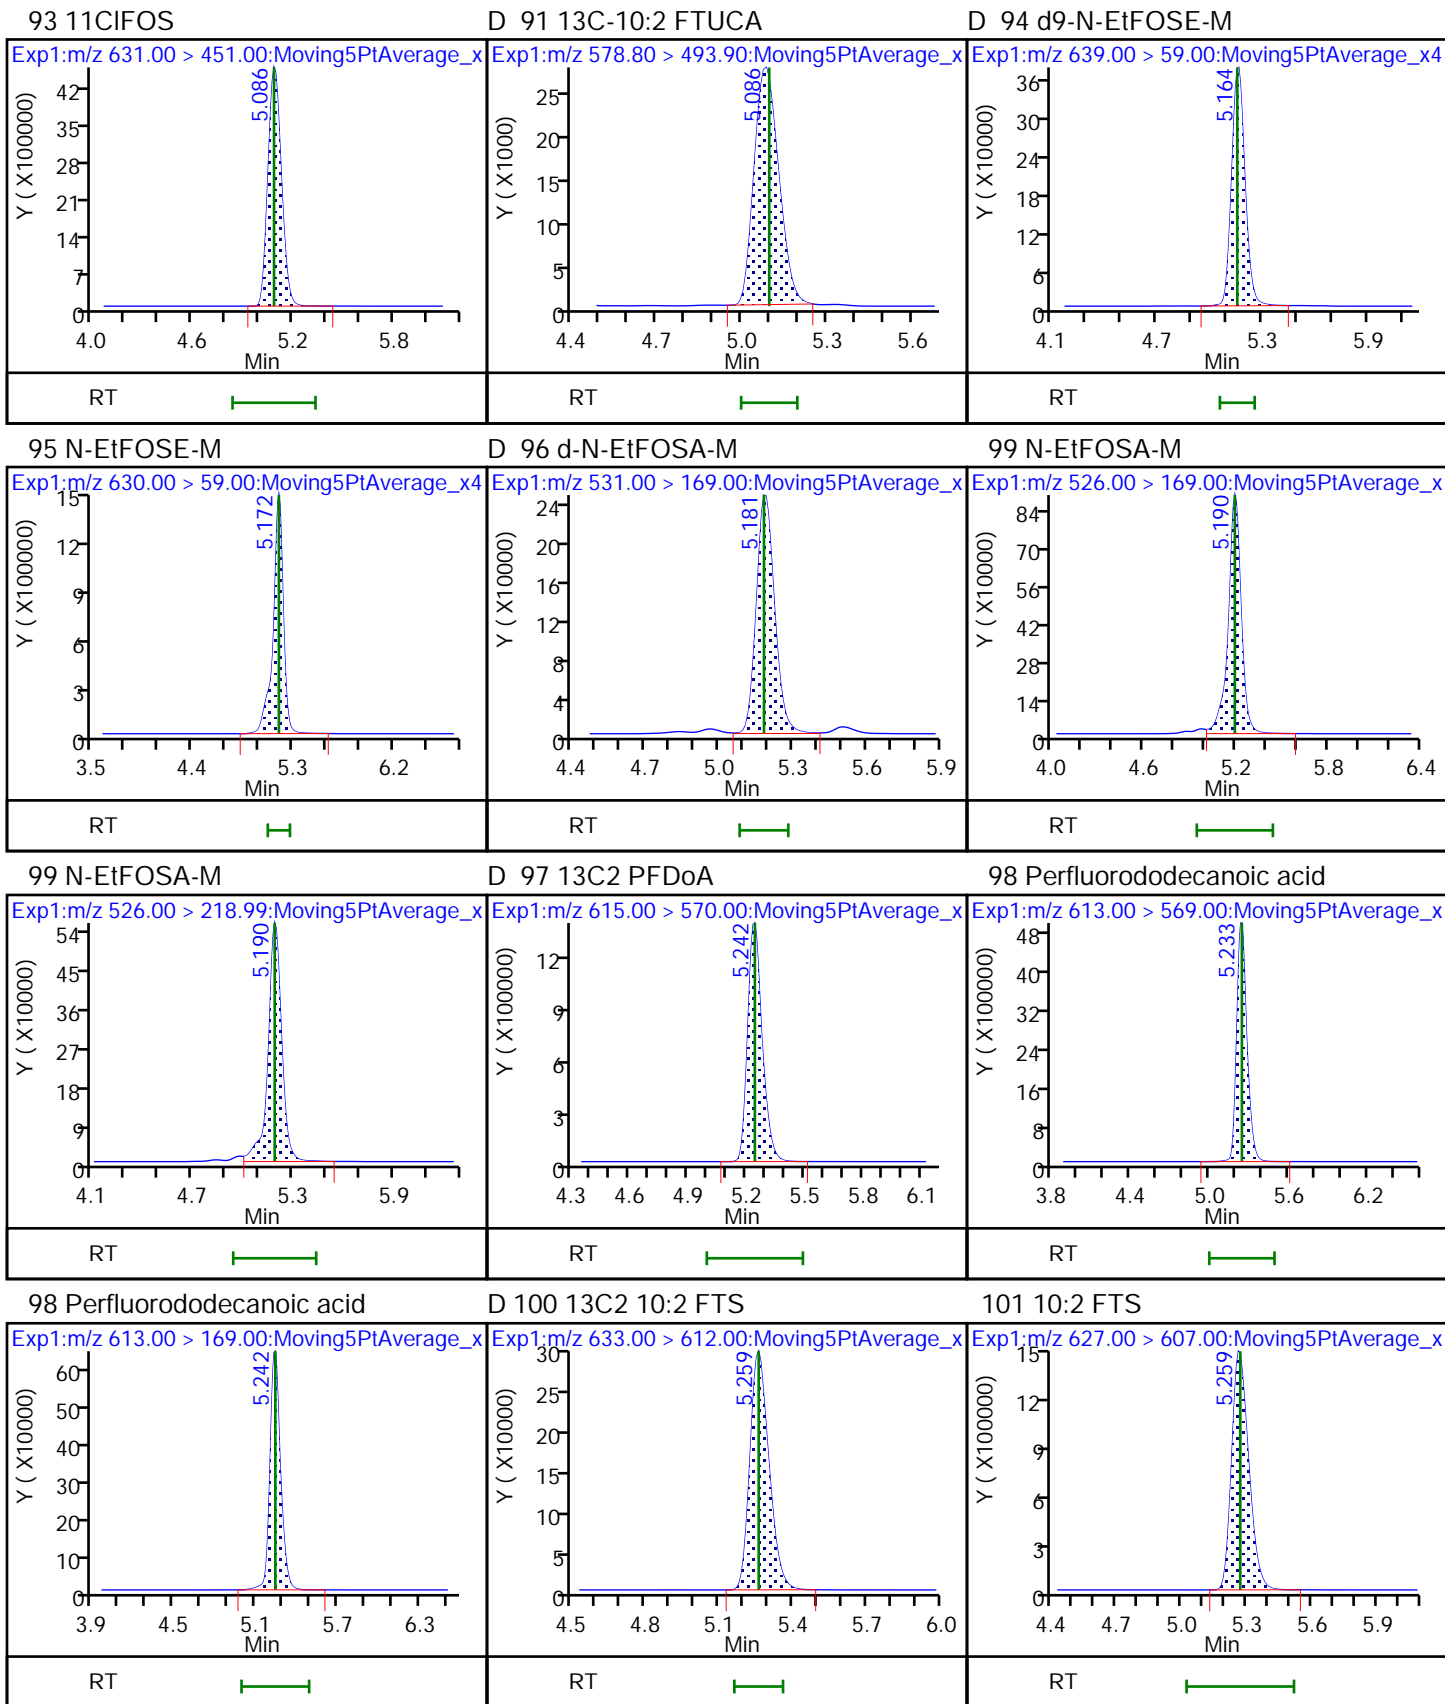 93 11ClFOS
Exp1:m/z 631.00 > 451.00:Moving5PtAverage_x
Y ( X100000)
42
35
28
21
14
7
0
5.086
4.0 4.6 5.2 5.8
Min
RT
D 91 13C-10:2 FTUCA
Exp1:m/z 578.80 > 493.90:Moving5PtAverage_x
Y ( X10000)
25
20
15
10
5
0
5.086
4.4 4.7 5.0 5.3 5.6
Min
RT
D 94 d9-N-EtFOSE-M
Exp1:m/z 639.00 > 59.00:Moving5PtAverage_x4
Y ( X10000)
36
30
24
18
12
6
0
5.164
4.1 4.7 5.3 5.9
Min
RT
95 N-EtFOSE-M
Exp1:m/z 630.00 > 59.00:Moving5PtAverage_x4
Y ( X100000)
15
12
9
6
3
0
5.172
3.5 4.4 5.3 6.2
Min
RT
D 96 d-N-EtFOSA-M
Exp1:m/z 531.00 > 169.00:Moving5PtAverage_x
Y ( X10000)
24
20
16
12
8
4
0
5.181
4.4 4.7 5.0 5.3 5.6 5.9
Min
RT
99 N-EtFOSA-M
Exp1:m/z 526.00 > 169.00:Moving5PtAverage_x
Y ( X10000)
84
70
56
42
28
14
0
5.190
4.0 4.6 5.2 5.8 6.4
Min
RT
99 N-EtFOSA-M
Exp1:m/z 526.00 > 218.99:Moving5PtAverage_x
Y ( X10000)
54
45
36
27
18
9
0
5.190
4.1 4.7 5.3 5.9
Min
RT
D 97 13C2 PFDoA
Exp1:m/z 615.00 > 570.00:Moving5PtAverage_x
Y ( X100000)
12
9
6
3
0
5.242
4.3 4.6 4.9 5.2 5.5 5.8 6.1
Min
RT
98 Perfluorododecanoic acid
Exp1:m/z 613.00 > 569.00:Moving5PtAverage_x
Y ( X100000)
48
40
32
24
16
8
0
5.233
3.8 4.4 5.0 5.6 6.2
Min
RT
98 Perfluorododecanoic acid
Exp1:m/z 613.00 > 169.00:Moving5PtAverage_x
Y ( X10000)
60
50
40
30
20
10
0
5.242
3.9 4.5 5.1 5.7 6.3
Min
RT
D 100 13C2 10:2 FTS
Exp1:m/z 633.00 > 612.00:Moving5PtAverage_x
Y ( X10000)
30
25
20
15
10
5
0
5.259
4.5 4.8 5.1 5.4 5.7 6.0
Min
RT
101 10:2 FTS
Exp1:m/z 627.00 > 607.00:Moving5PtAverage_x
Y ( X100000)
15
12
9
6
3
0
5.259
4.4 4.7 5.0 5.3 5.6 5.9
Min
RT